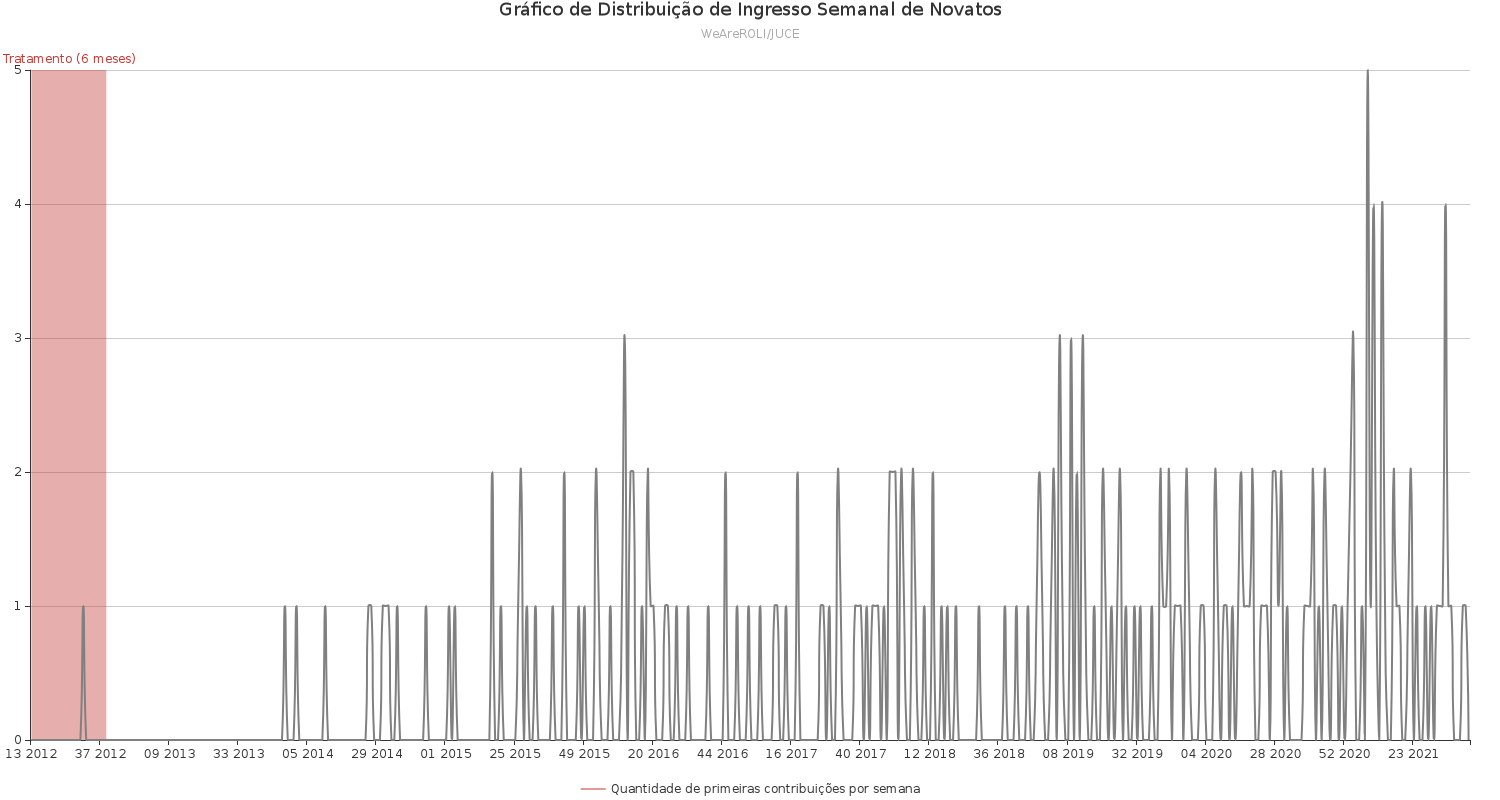 Gráfico de Distribuição de Ingresso Semanal de Novatos
WeAreROLI/JUCE
Tratamento (6 meses)
5
4
3
2
1
0
13 2012 37 2012 09 2013 33 2013 05 2014 29 2014 01 2015 25 2015 49 2015 20 2016 44 2016 16 2017 40 2017 12 2018 36 2018 08 2019 32 2019 04 2020 28 2020 52 2020 23 2021
Quantidade de primeiras contribuições por semana